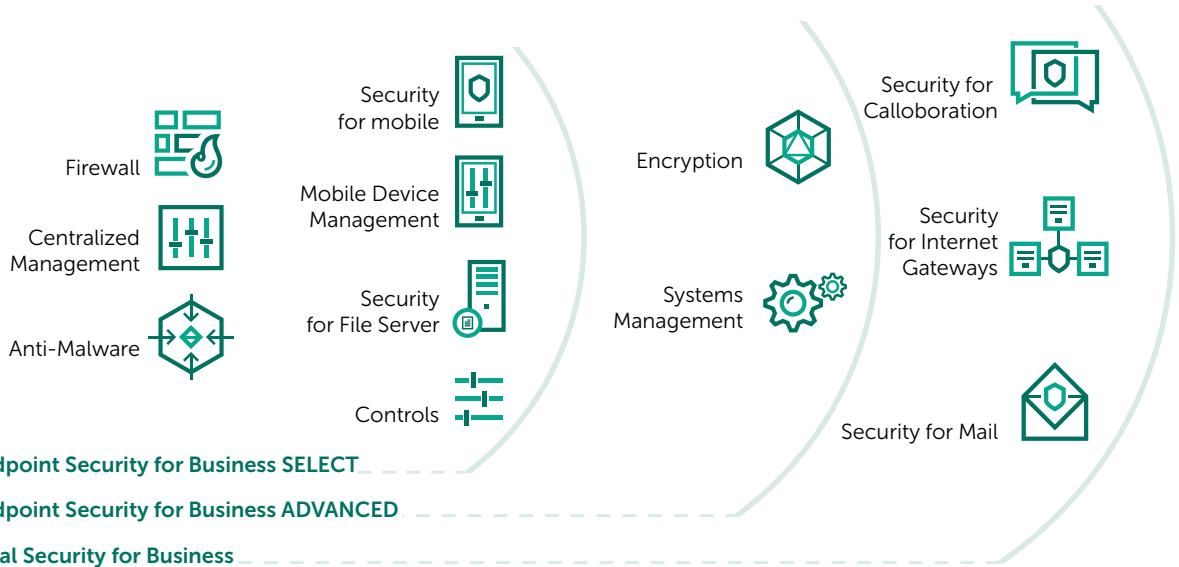 Firewall
Centralized
Management
Anti-Malware
Security
for mobile
Mobile Device
Management
Security
for File Server
Controls
Encryption
Systems
Management
Security for
Calloboration
Security
for Internet
Gateways
Security for Mail
dpoint Security for Business SELECT
dpoint Security for Business ADVANCED
al Security for Business